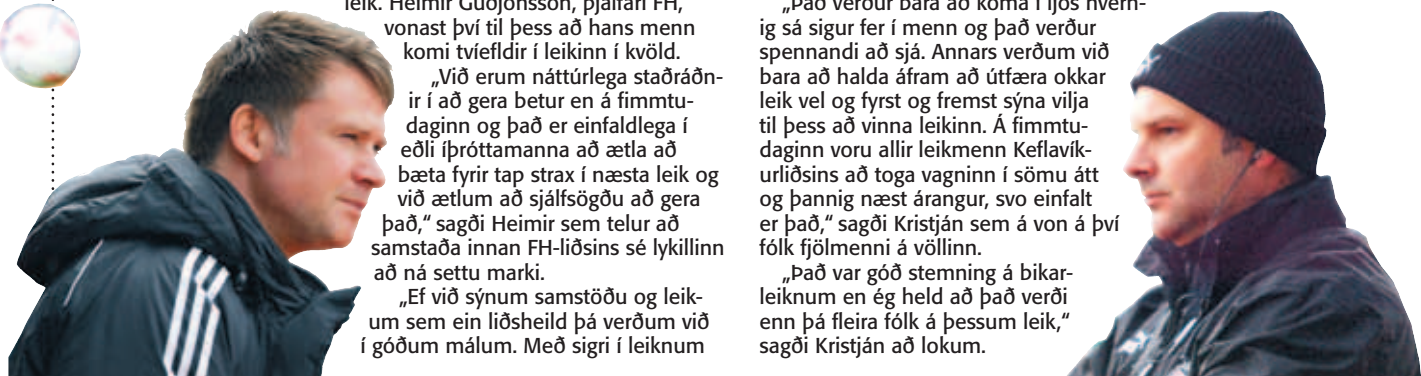 leik. Heimir Guðjónsson, þjálfari FH,
vonast því til þess að hans menn
komi tvíefldir í leikinn í kvöld.
„Við erum náttúrlega staðráðn-
ir í að gera betur en á fimmtu-
daginn og það er einfaldlega í
eðli íþróttamanna að ætla að
bæta fyrir tap strax í næsta leik og
við ætlum að sjálfsögðu að gera
það,“ sagði Heimir sem telur að
samstaða innan FH-liðsins sé lykillinn
að ná settu marki.
„Ef við sýnum samstöðu og leik-
um sem ein liðsheild þá verðum við
í góðum málum. Með sigri í leiknum
„Það verður bara að koma í ljós hvern-
ig sá sigur fer í menn og það verður
spennandi að sjá. Annars verðum við
bara að halda áfram að útfæra okkar
leik vel og fyrst og fremst sýna vilja
til þess að vinna leikinn. Á fimmtu-
daginn voru allir leikmenn Keflavík-
urliðsins að toga vagninn í sömu átt
og þannig næst árangur, svo einfalt
er það,“ sagði Kristján sem á von á því
fólk fjölmenni á völlinn.
„Það var góð stemning á bikar-
leiknum en ég held að það verði
enn þá fleira fólk á þessum leik,“
sagði Kristján að lokum.